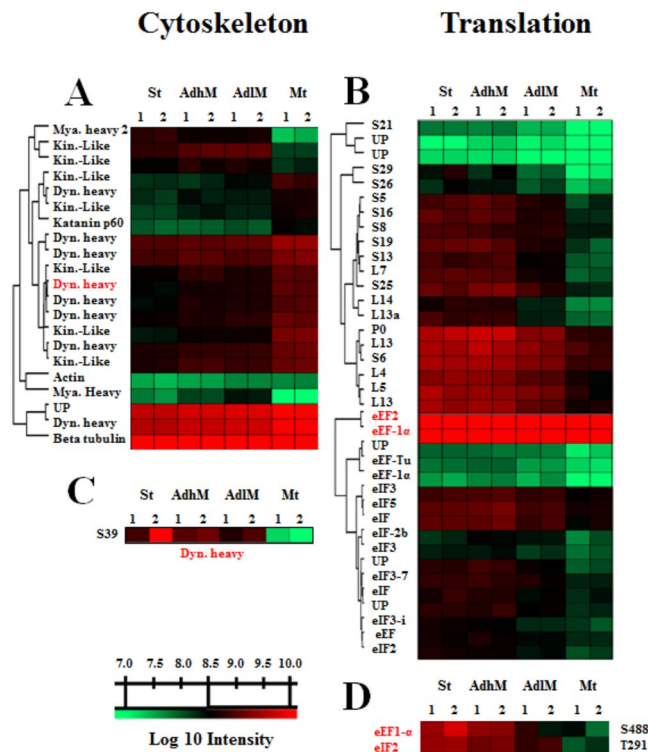 Cytoskeleton
Translation
A
St AdhM AdlM Mt
1 2 1 2 1 2 1 2
Mya. heavy 2
Kin.-Like
Kin.-Like
Kin.-Like
Dyn. heavy
Kin.-Like
Katanin p60
Dyn. heavy
Dyn. heavy
Kin.-Like
Dyn. heavy
Dyn. heavy
Dyn. heavy
Kin.-Like
Dyn. heavy
Kin.-Like
Actin
Mya. Heavy
UP
Dyn. heavy
Beta tubulin
B
St AdhM AdlM Mt
1 2 1 2 1 2 1 2
S21
UP
UP
S29
S26
S5
S16
S8
S19
S13
L7
S25
L14
L13a
P0
L13
S6
L4
L5
L13
eEF2
eEF-1α
UP
eEF-Tu
eEF-1α
eIF3
eIF5
eIF
eIF-2b
eIF3
UP
eIF3-7
eIF
UP
eIF3-i
eEF
eIF2
C
St AdhM AdlM Mt
1 2 1 2 1 2 1 2
S39
Dyn. heavy
7.0 7.5 8.5 9.0 10.0
Log 10 Intensity
D
St AdhM AdlM Mt
1 2 1 2 1 2 1 2
eEF1-α S488
eIF2 T291